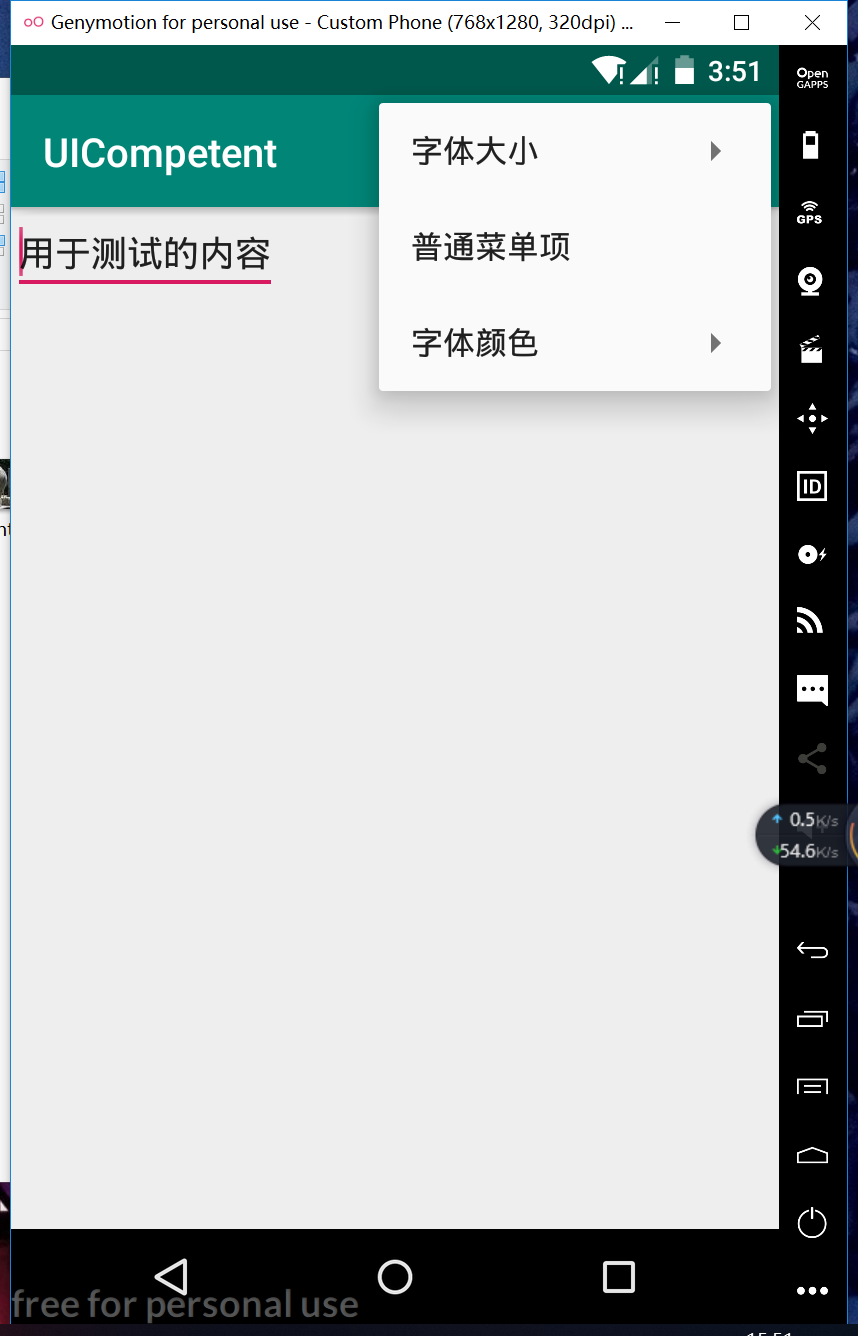 Genymotion for personal use - Custom Phone (768x1280, 320dpi) ...
3:51
Open
GAPPS
UICompetent
字体大小
普通菜单项
字体颜色
用于测试的内容
GPS
ID
0.5K/s
54.6K/s
free for personal use